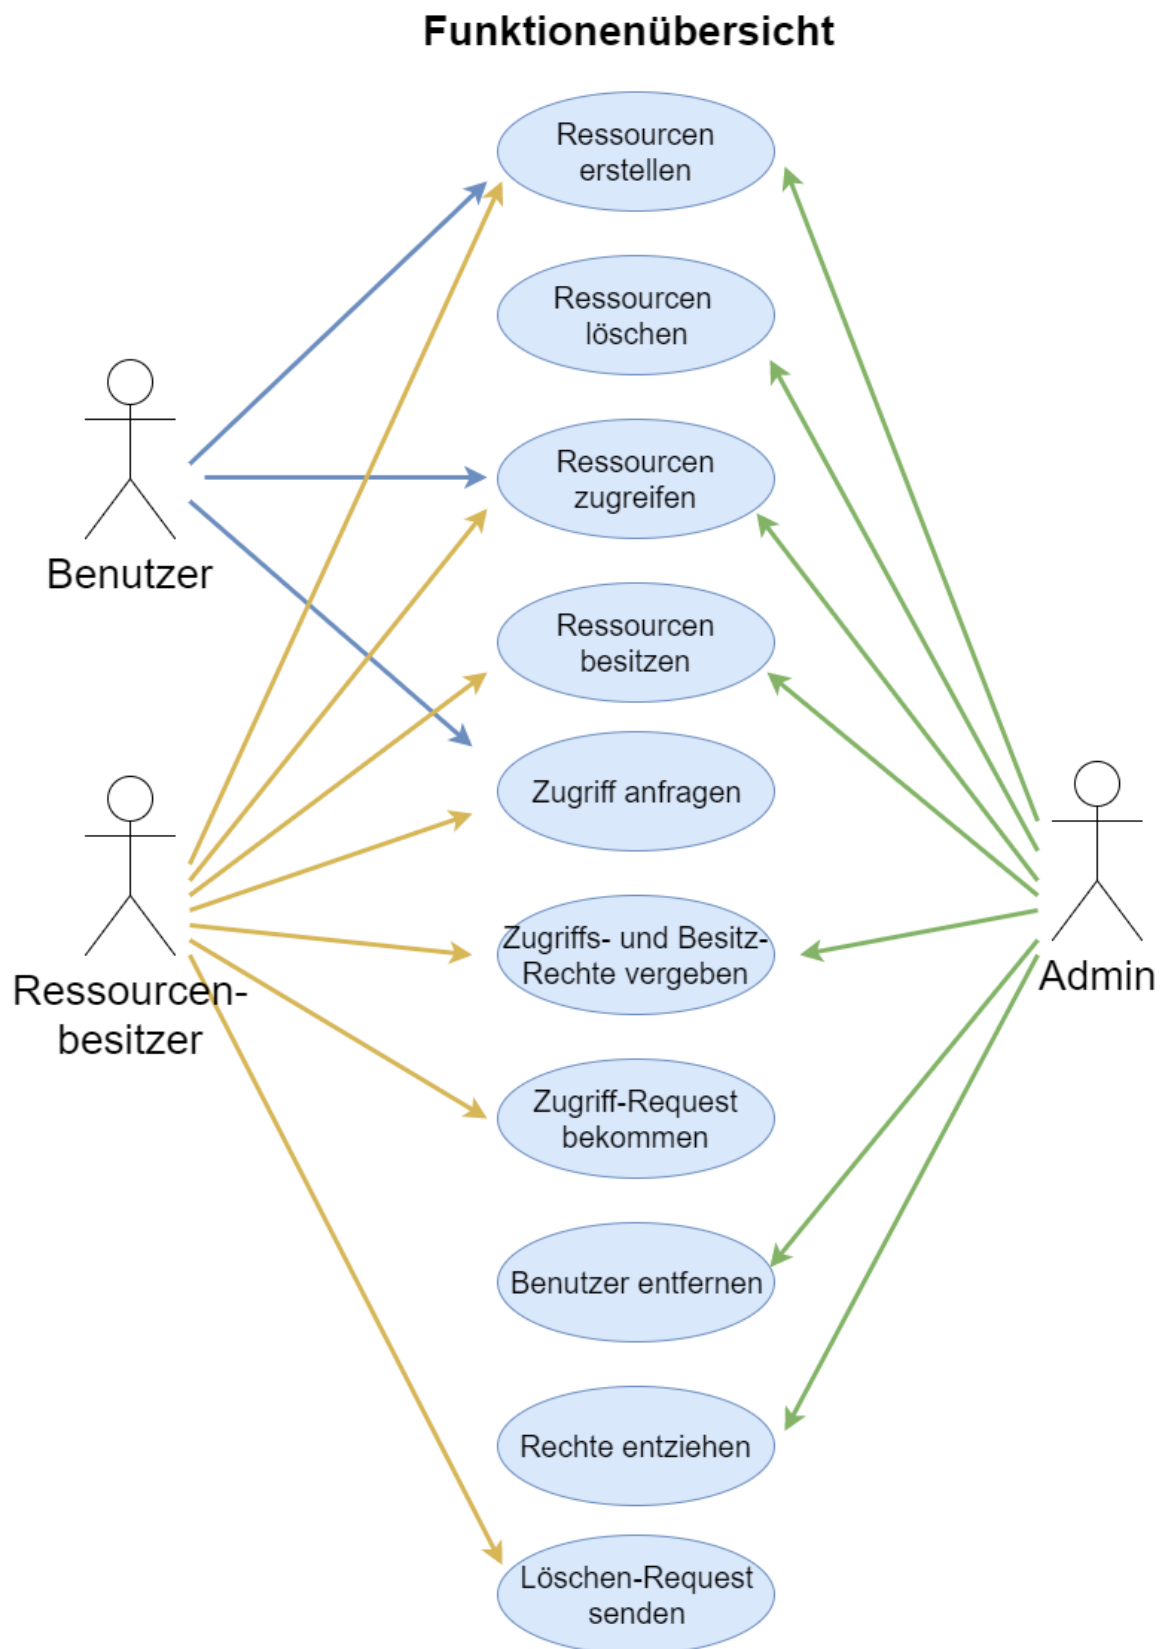 Funktionenübersicht
Ressourcen
erstellen
Ressourcen
löschen
Ressourcen
zugreifen
Benutzer
Ressourcen
besitzen
Zugriff anfragen
Zugriffs- und Besitz-
Rechte vergeben
Ressourcen-
besitzer
Admin
Zugriff-Request
bekommen
Benutzer entfernen
Rechte entziehen
Löschen-Request
senden